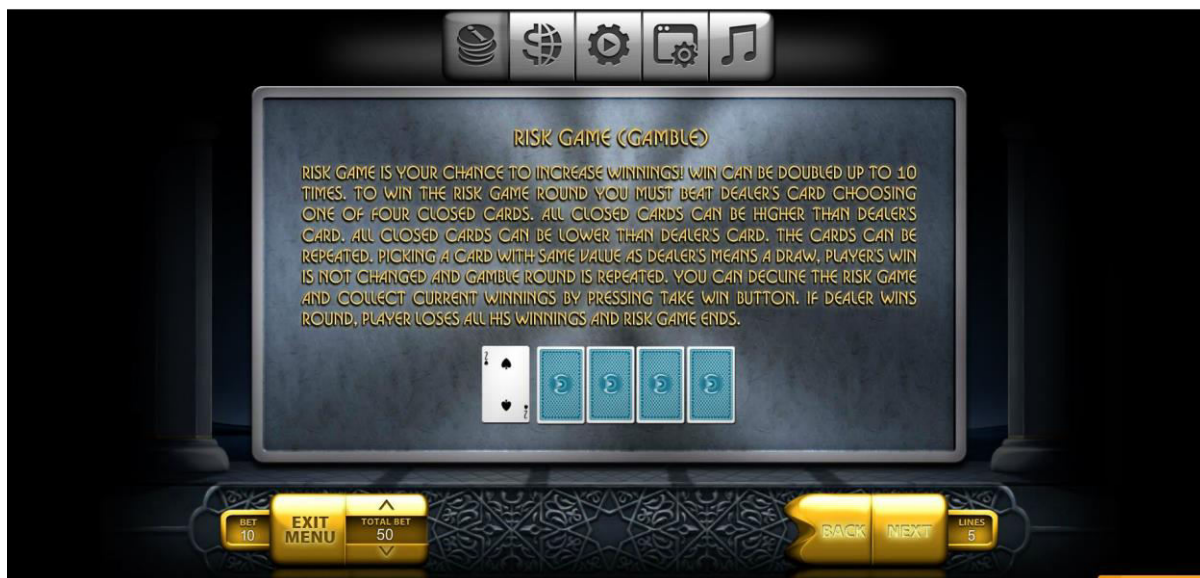 RISK GAME (GAMBLE)
RISK GAME IS YOUR CHANCE TO INCREASE WINNINGS! WIN CAN BE DOUBLED UP TO 10
TIMES. TO WIN THE RISK GAME ROUND YOU MUST BEAT DEALER'S CARD CHOOSING
ONE OF FOUR CLOSED CARDS. ALL CLOSED CARDS CAN BE HIGHER THAN DEALER'S
CARD. ALL CLOSED CARDS CAN BE LOWER THAN DEALER'S CARD. THE CARDS CAN BE
REPEATED. PICKING A CARD WITH SAME VALUE AS DEALER'S MEANS A DRAW, PLAYER'S WIN
IS NOT CHANGED AND GAMBLE ROUND IS REPEATED. YOU CAN DECLINE THE RISK GAME
AND COLLECT CURRENT WINNINGS BY PRESSING TAKE WIN BUTTON. IF DEALER WINS
ROUND, PLAYER LOSES ALL HIS WINNINGS AND RISK GAME ENDS.
2
2
BET
10
EXIT
MENU
TOTAL BET
50
BACK
NEXT
LINES
5